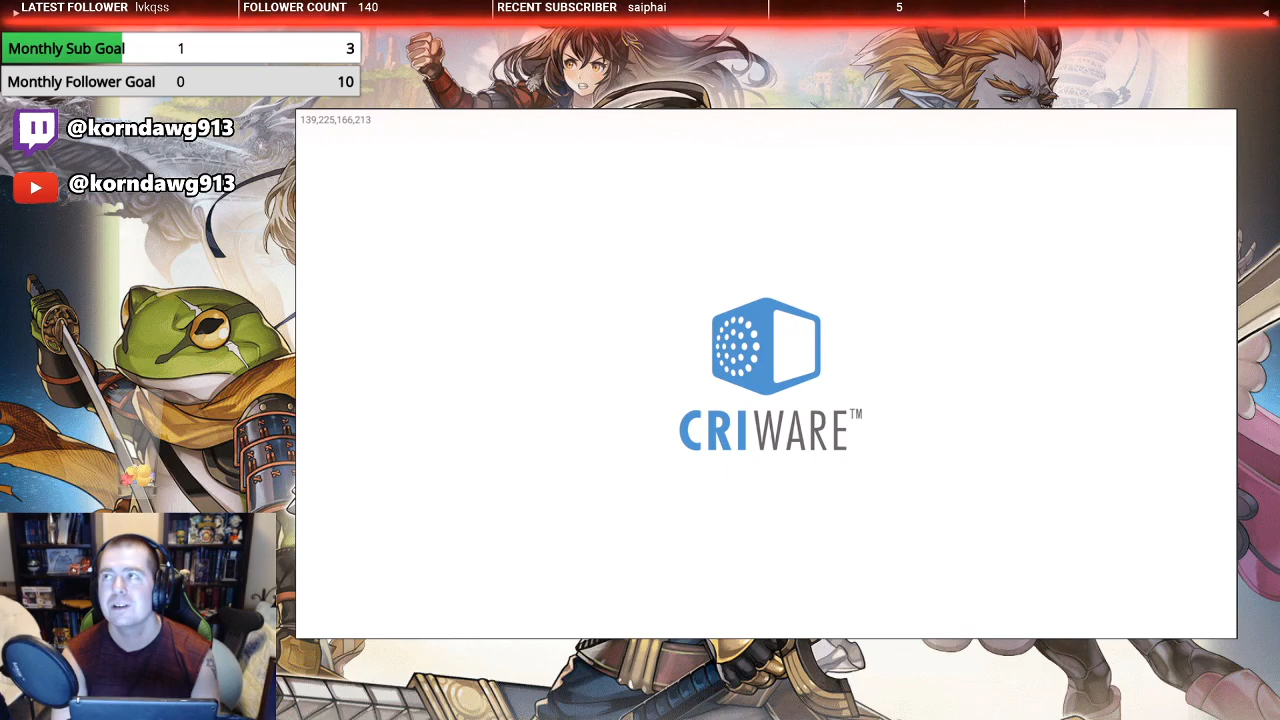 LATEST FOLLOWER lvkqss FOLLOWER COUNT 140 RECENT SUBSCRIBER saiphai 5
Monthly Sub Goal 1 3
Monthly Follower Goal 0 10
@korndawg913
@korndawg913
139,225,166,213
CRIWARE™